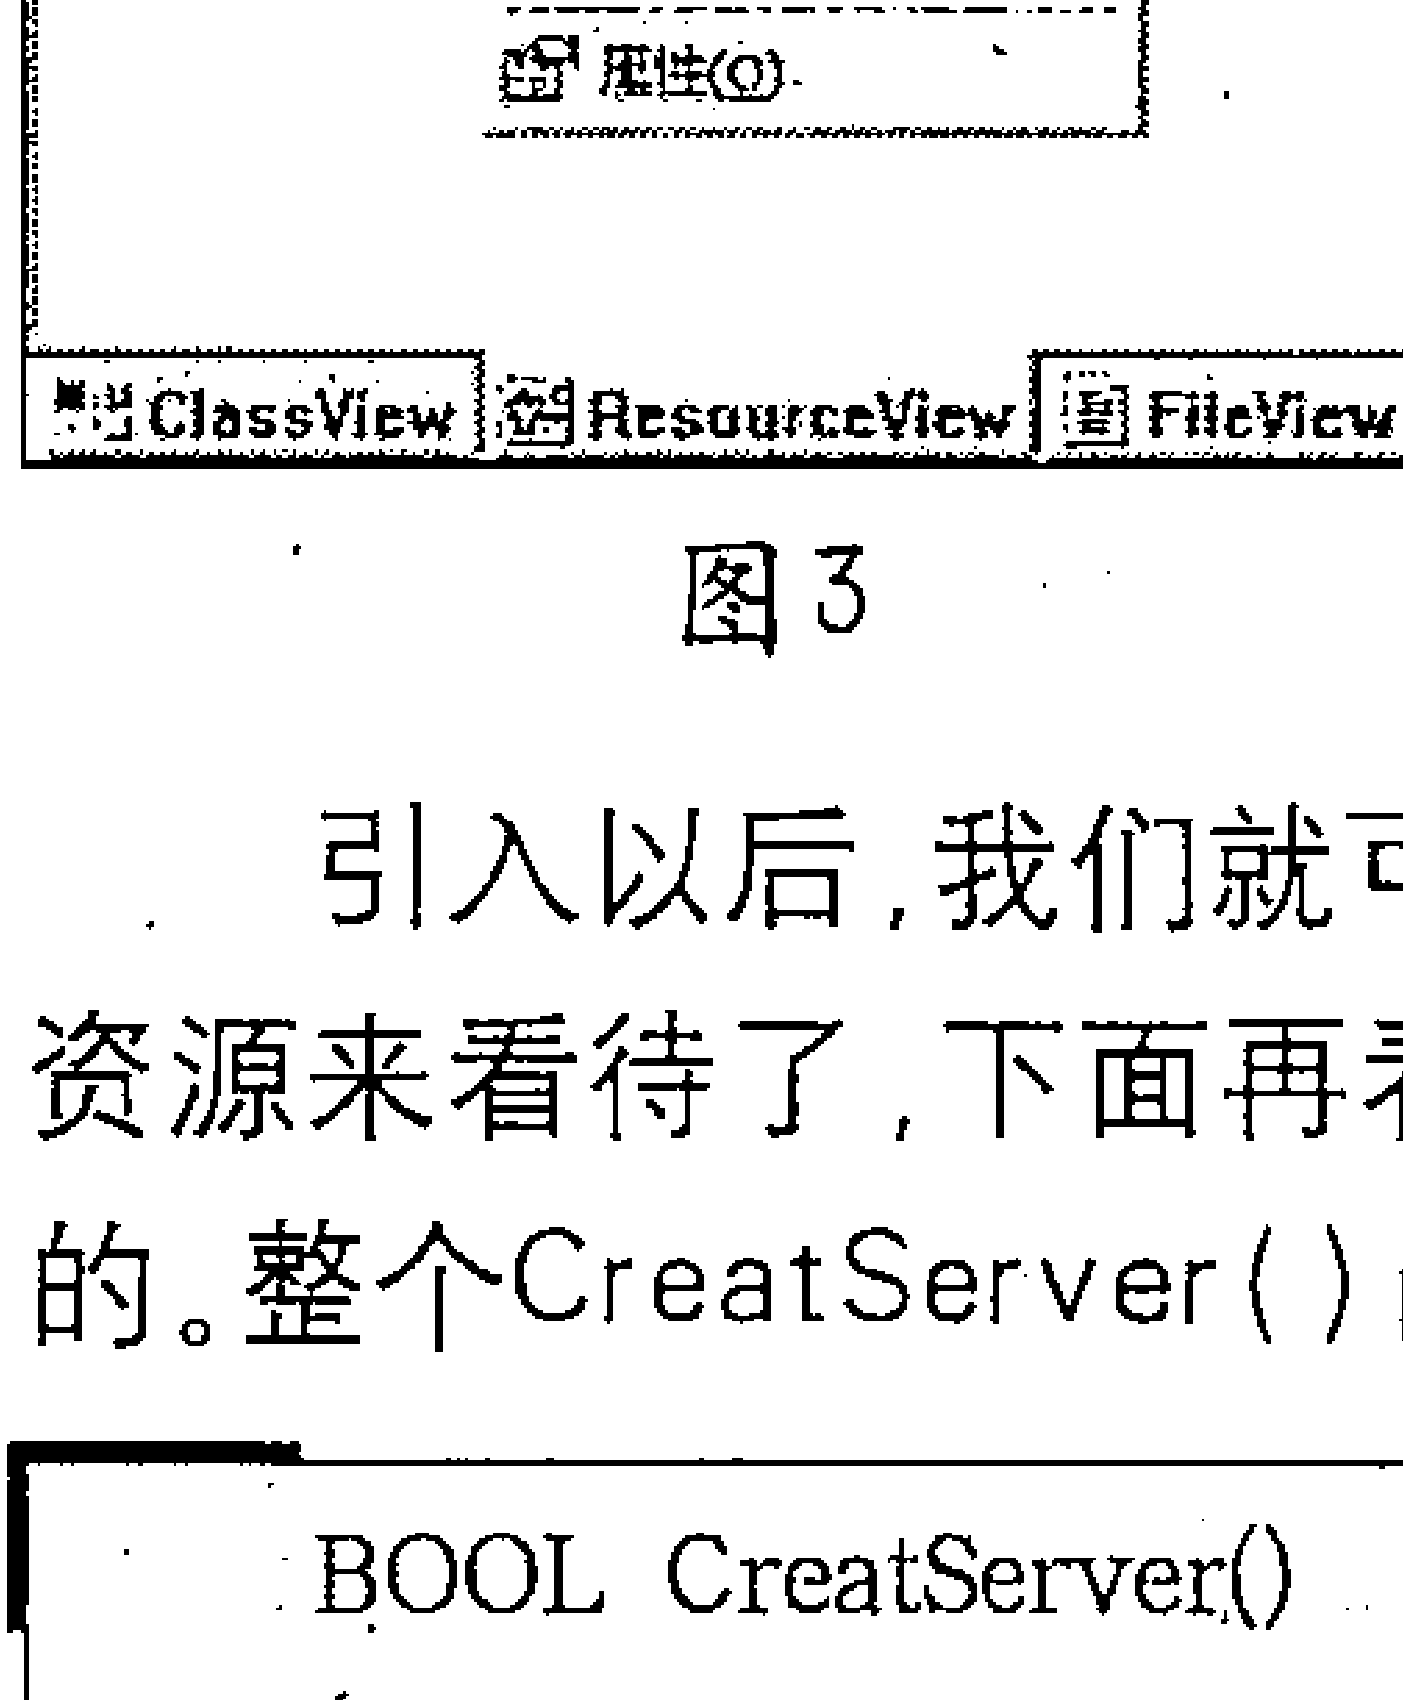 属性(O)
ClassView ResourceView FileView
图 3
引入以后,我们就可
资源来看待了,下面再看
的。整个CreatServer()
BOOL CreatServer()